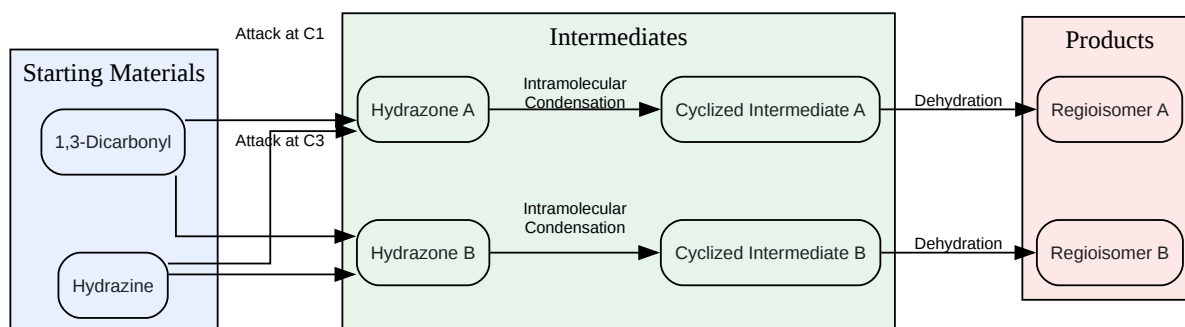 Attack at C1
Starting Materials
Intermediates
Products
1,3-Dicarbonyl
Hydrazine
Attack at C3
Hydrazone A
Intramolecular
Condensation
Cyclized Intermediate A
Dehydration
Regioisomer A
Hydrazone B
Intramolecular
Condensation
Cyclized Intermediate B
Dehydration
Regioisomer B